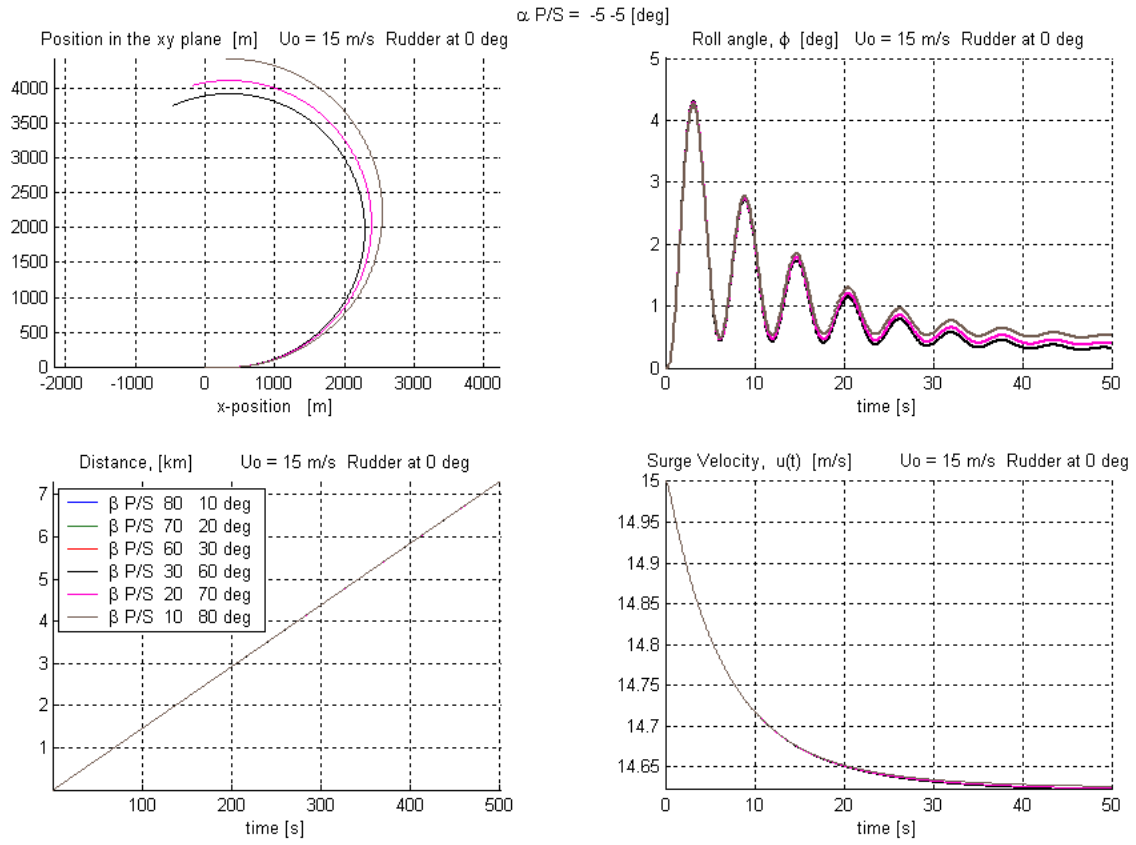 α P/S = -5 -5 [deg]
Position in the xy plane [m] Uo = 15 m/s Rudder at 0 deg
4000
3500
3000
2500
2000
1500
1000
500
0
-2000 -1000 0 1000 2000 3000 4000
x-position [m]
Roll angle, ϕ [deg] Uo = 15 m/s Rudder at 0 deg
5
4
3
2
1
0
0 10 20 30 40 50
time [s]
Distance, [km] Uo = 15 m/s Rudder at 0 deg
7
6
5
4
3
2
1
β P/S 80 10 deg
β P/S 70 20 deg
β P/S 60 30 deg
β P/S 30 60 deg
β P/S 20 70 deg
β P/S 10 80 deg
100 200 300 400 500
time [s]
Surge Velocity, u(t) [m/s] Uo = 15 m/s Rudder at 0 deg
15
14.95
14.9
14.85
14.8
14.75
14.7
14.65
0 10 20 30 40 50
time [s]